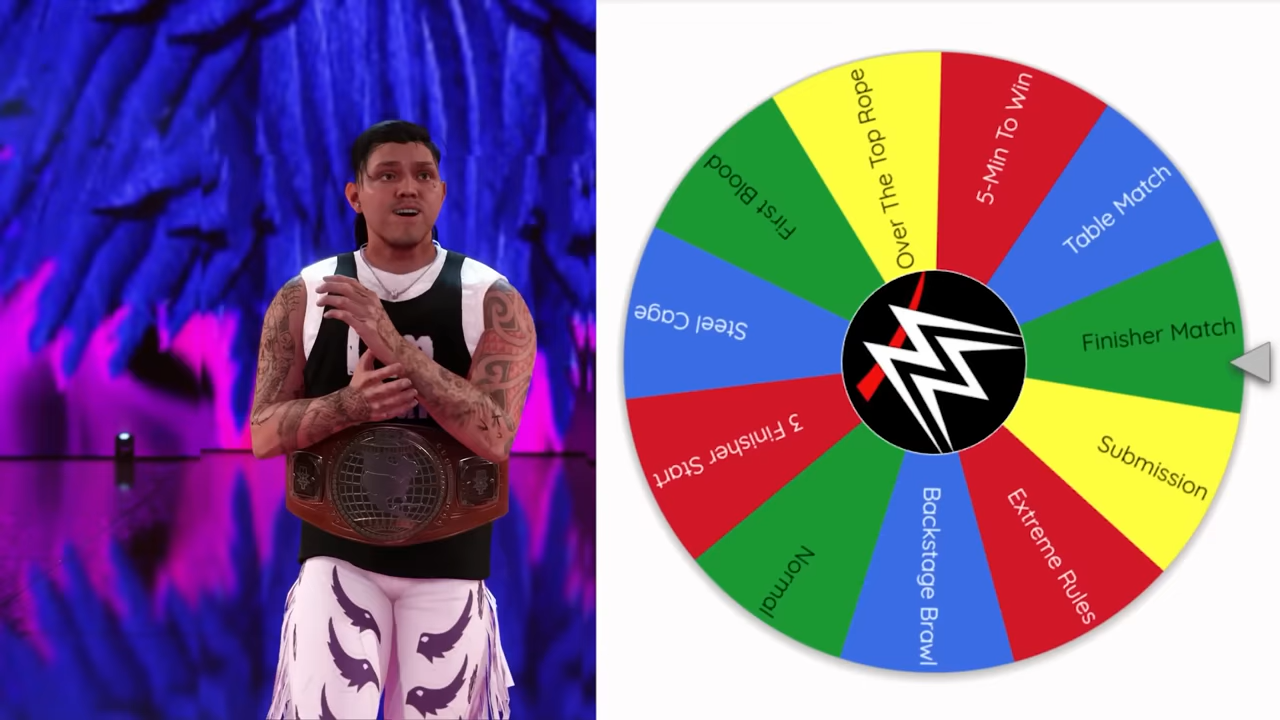 Over The Top Rope
5-Min To Win
Table Match
Finisher Match
Submission
Extreme Rules
Backstage Brawl
Normal
3 Finisher Start
Steel Cage
First Blood